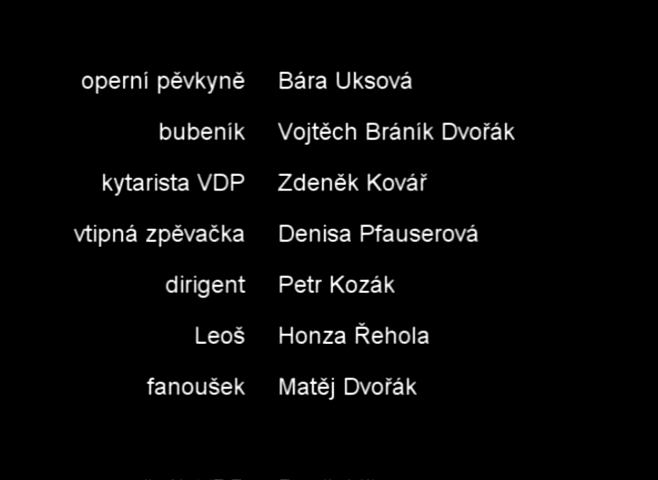 operní pěvkyně Bára Uksová
bubeník Vojtěch Bráník Dvořák
kytarista VDP Zdeněk Kovář
vtipná zpěvačka Denisa Pfauserová
dirigent Petr Kozák
Leoš Honza Řehola
fanoušek Matěj Dvořák